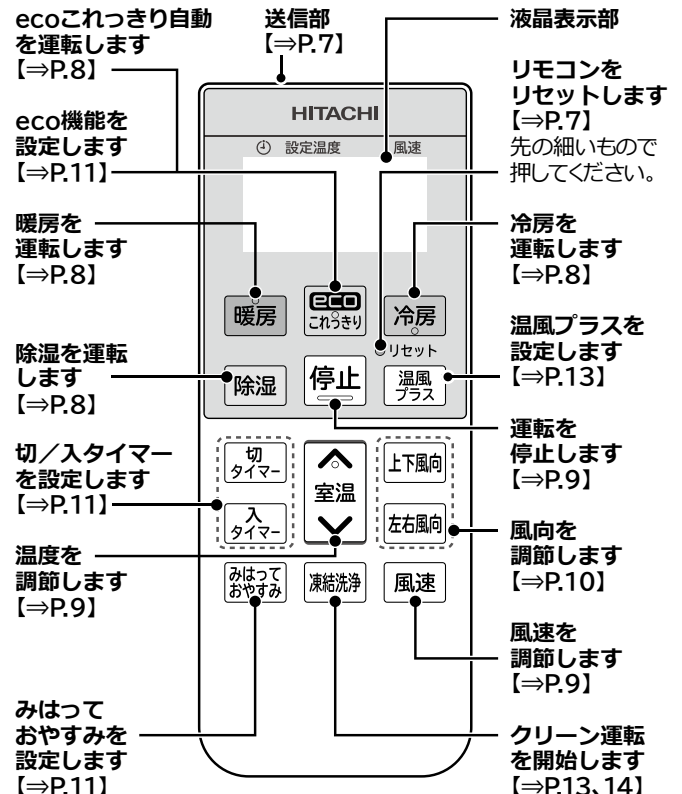 ecoこれっきり自動
を運転します
【⇒P.8】
eco機能を
設定します
【⇒P.11】
暖房を
運転します
【⇒P.8】
除湿を運転
します
【⇒P.8】
切／入タイマー
を設定します
【⇒P.11】
温度を
調節します
【⇒P.9】
みはって
おやすみを
設定します
【⇒P.11】
送信部
【⇒P.7】
HITACHI
設定温度 風速
暖房
eco
これっきり
冷房
リセット
除湿
停止
温風
プラス
切
タイマー
室温
上下風向
入
タイマー
左右風向
みはって
おやすみ
凍結洗浄
風速
液晶表示部
リモコンを
リセットします
【⇒P.7】
先の細いもので
押してください。
冷房を
運転します
【⇒P.8】
温風プラスを
設定します
【⇒P.13】
運転を
停止します
【⇒P.9】
風向を
調節します
【⇒P.10】
風速を
調節します
【⇒P.9】
クリーン運転
を開始します
【⇒P.13、14】